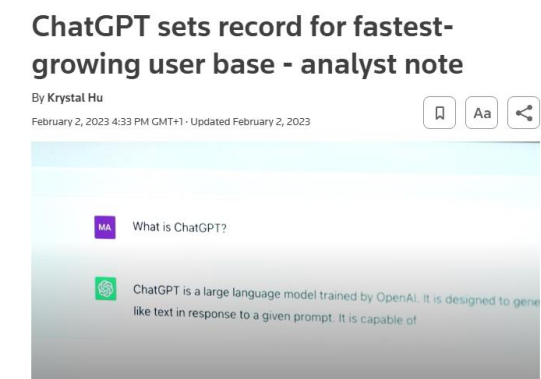 ChatGPT sets record for fastest-
growing user base - analyst note
By Krystal Hu
February 2, 2023 4:33 PM GMT+1 · Updated February 2, 2023
Aa
MA
What is ChatGPT?
ChatGPT is a large language model trained by OpenAI. It is designed to gene
like text in response to a given prompt. It is capable of